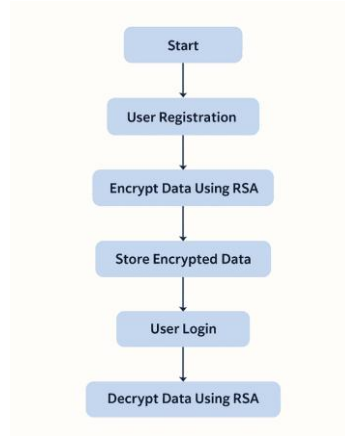 Start
User Registration
Encrypt Data Using RSA
Store Encrypted Data
User Login
Decrypt Data Using RSA